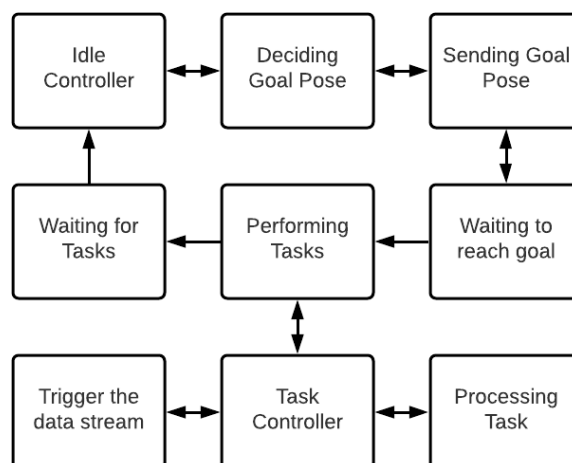 Idle
Controller
Deciding
Goal Pose
Sending Goal
Pose
Waiting for
Tasks
Performing
Tasks
Waiting to
reach goal
Trigger the
data stream
Task
Controller
Processing
Task